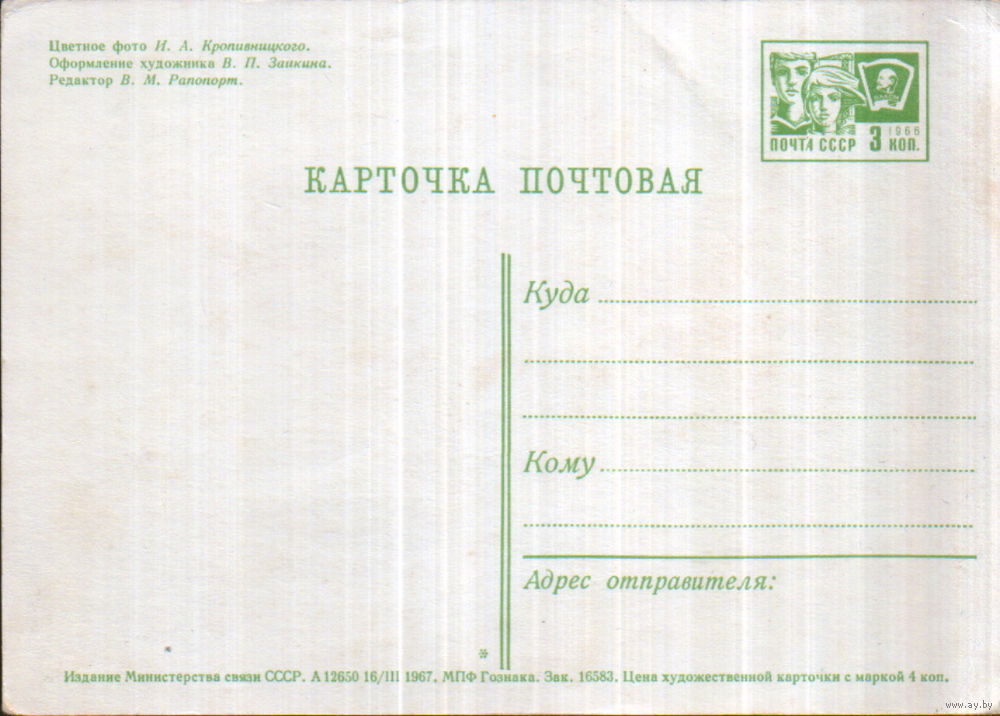 Цветное фото И. А. Кропивницкого.
Оформление художника В. П. Заикина.
Редактор В. М. Рапопорт.
1966
ПОЧТА СССР 3 КОП.
КАРТОЧКА ПОЧТОВАЯ
Куда
Кому
Адрес отправителя:
*
Издание Министерства связи СССР. А 12650 16/III 1967. МПФ Гознака. Зак. 16583. Цена художественной карточки с маркой 4 коп.
www.ay.by